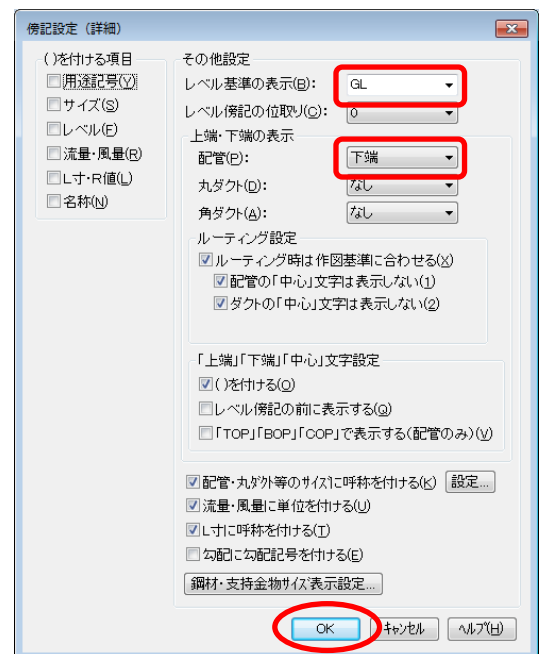 傍記設定（詳細）
( )を付ける項目
用途記号(Y)
サイズ(S)
レベル(F)
流量・風量(R)
L寸・R値(L)
名称(N)
その他設定
レベル基準の表示(B): GL
レベル傍記の位取り(C): 0
上端・下端の表示
配管(P): 下端
丸ダクト(D): なし
角ダクト(A): なし
ルーティング設定
ルーティング時は作図基準に合わせる(X)
配管の「中心」文字は表示しない(1)
ダクトの「中心」文字は表示しない(2)
「上端」「下端」「中心」文字設定
( )を付ける(O)
レベル傍記の前に表示する(Q)
「TOP」「BOP」「COP」で表示する(配管のみ)(V)
配管・丸ダクト等のサイズに呼称を付ける(K) 設定...
流量・風量に単位を付ける(U)
L寸に呼称を付ける(T)
勾配に勾配記号を付ける(E)
鋼材・支持金物サイズ表示設定...
OK キャンセル ヘルプ(H)